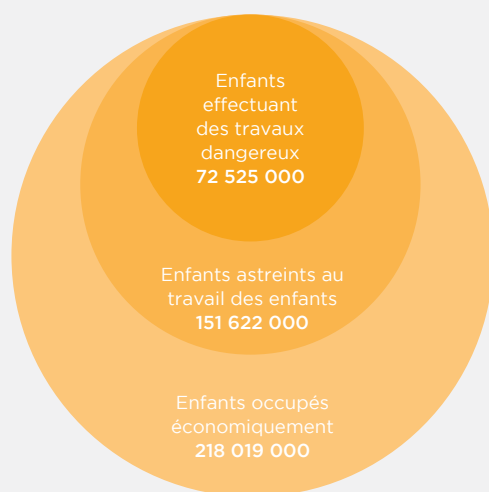 Enfants
effectuant
des travaux
dangereux
72 525 000
Enfants astreints au
travail des enfants
151 622 000
Enfants occupés
économiquement
218 019 000